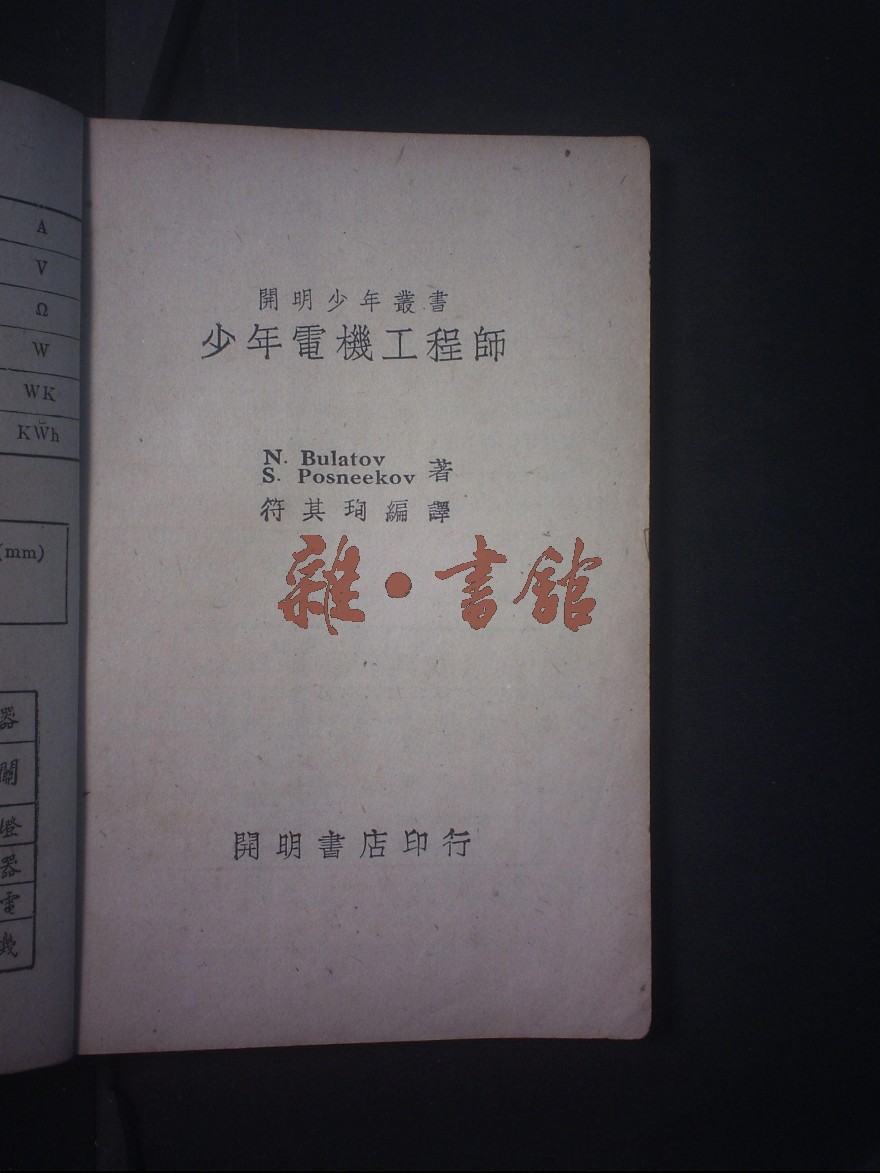 A
V
Ω
W
WK
KWh
(mm)
器
關
燈
器
電
機
開明少年叢書
少年電機工程師
N. Bulatov
S. Posneekov 著
符其珣編譯
雜·書館
開明書店印行